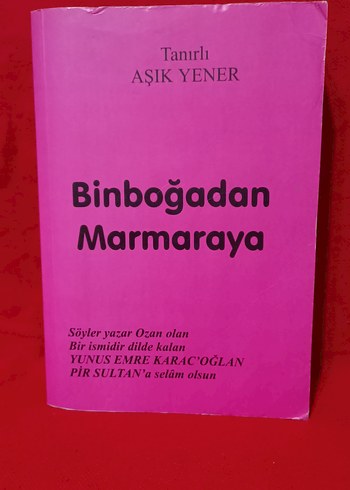 Tanırlı
AŞIK YENER
Binboğadan
Marmaraya
Söyler yazar Ozan olan
Bir ismidir dilde kalan
YUNUS EMRE KARAC'OĞLAN
PİR SULTAN'a selâm olsun